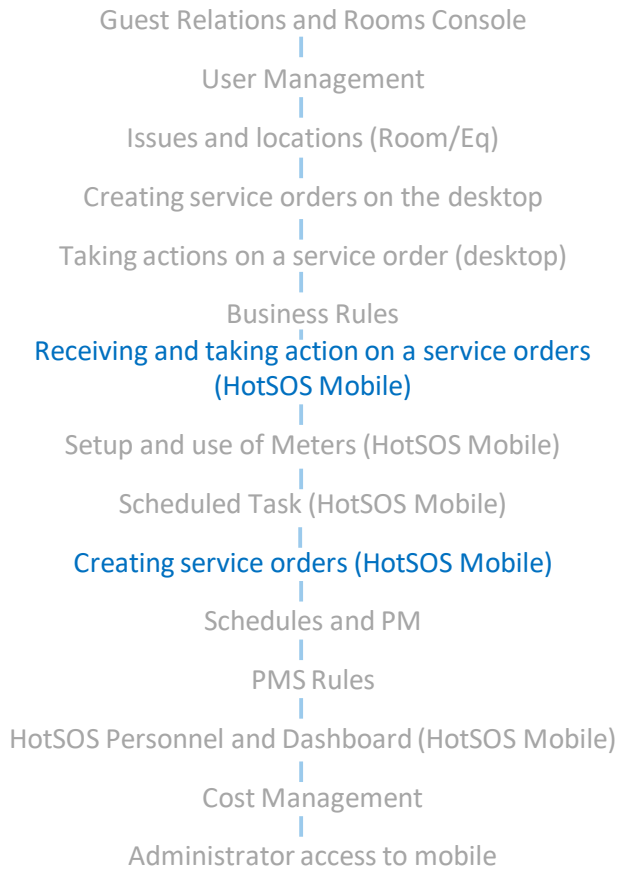 Guest Relations and Rooms Console
User Management
Issues and locations (Room/Eq)
Creating service orders on the desktop
Taking actions on a service order (desktop)
Business Rules
Receiving and taking action on a service orders
(HotSOS Mobile)
Setup and use of Meters (HotSOS Mobile)
Scheduled Task (HotSOS Mobile)
Creating service orders (HotSOS Mobile)
Schedules and PM
PMS Rules
HotSOS Personnel and Dashboard (HotSOS Mobile)
Cost Management
Administrator access to mobile